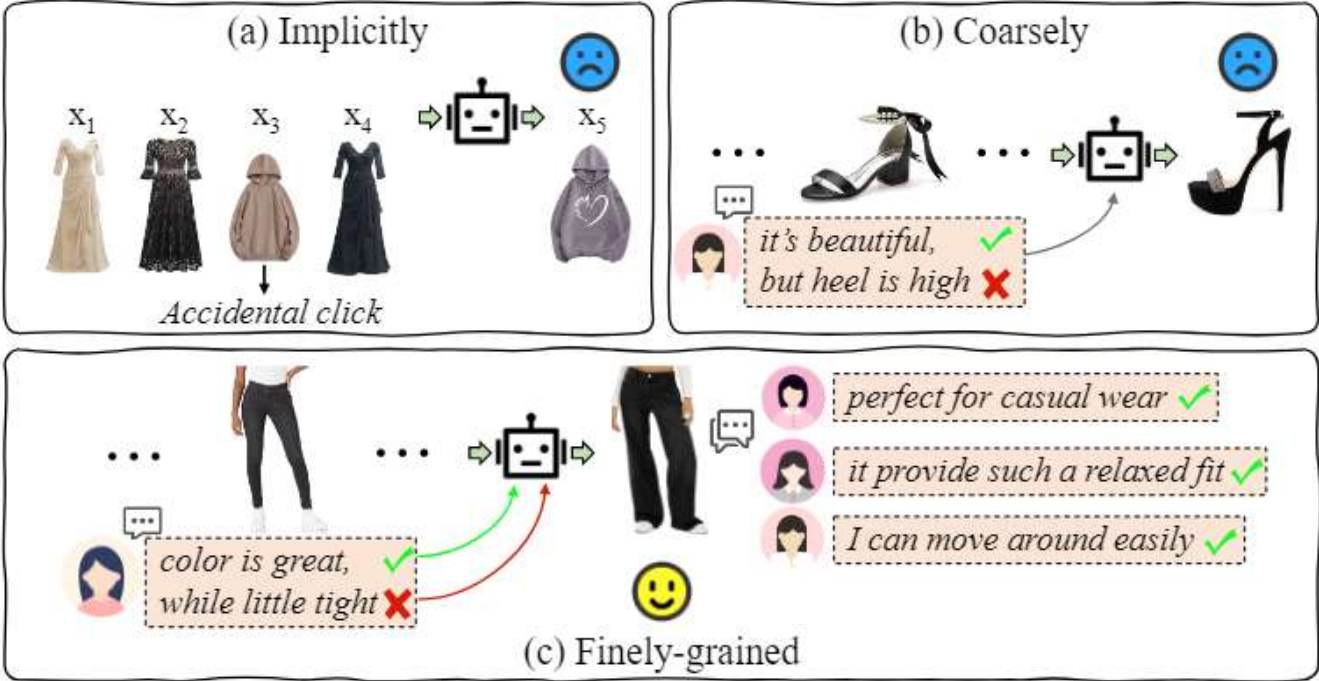 (a) Implicitly
x1
x2
x3
x4
x5
Accidental click
(b) Coarsely
it's beautiful,
but heel is high
perfect for casual wear
it provide such a relaxed fit
I can move around easily
color is great,
while little tight
(c) Finely-grained